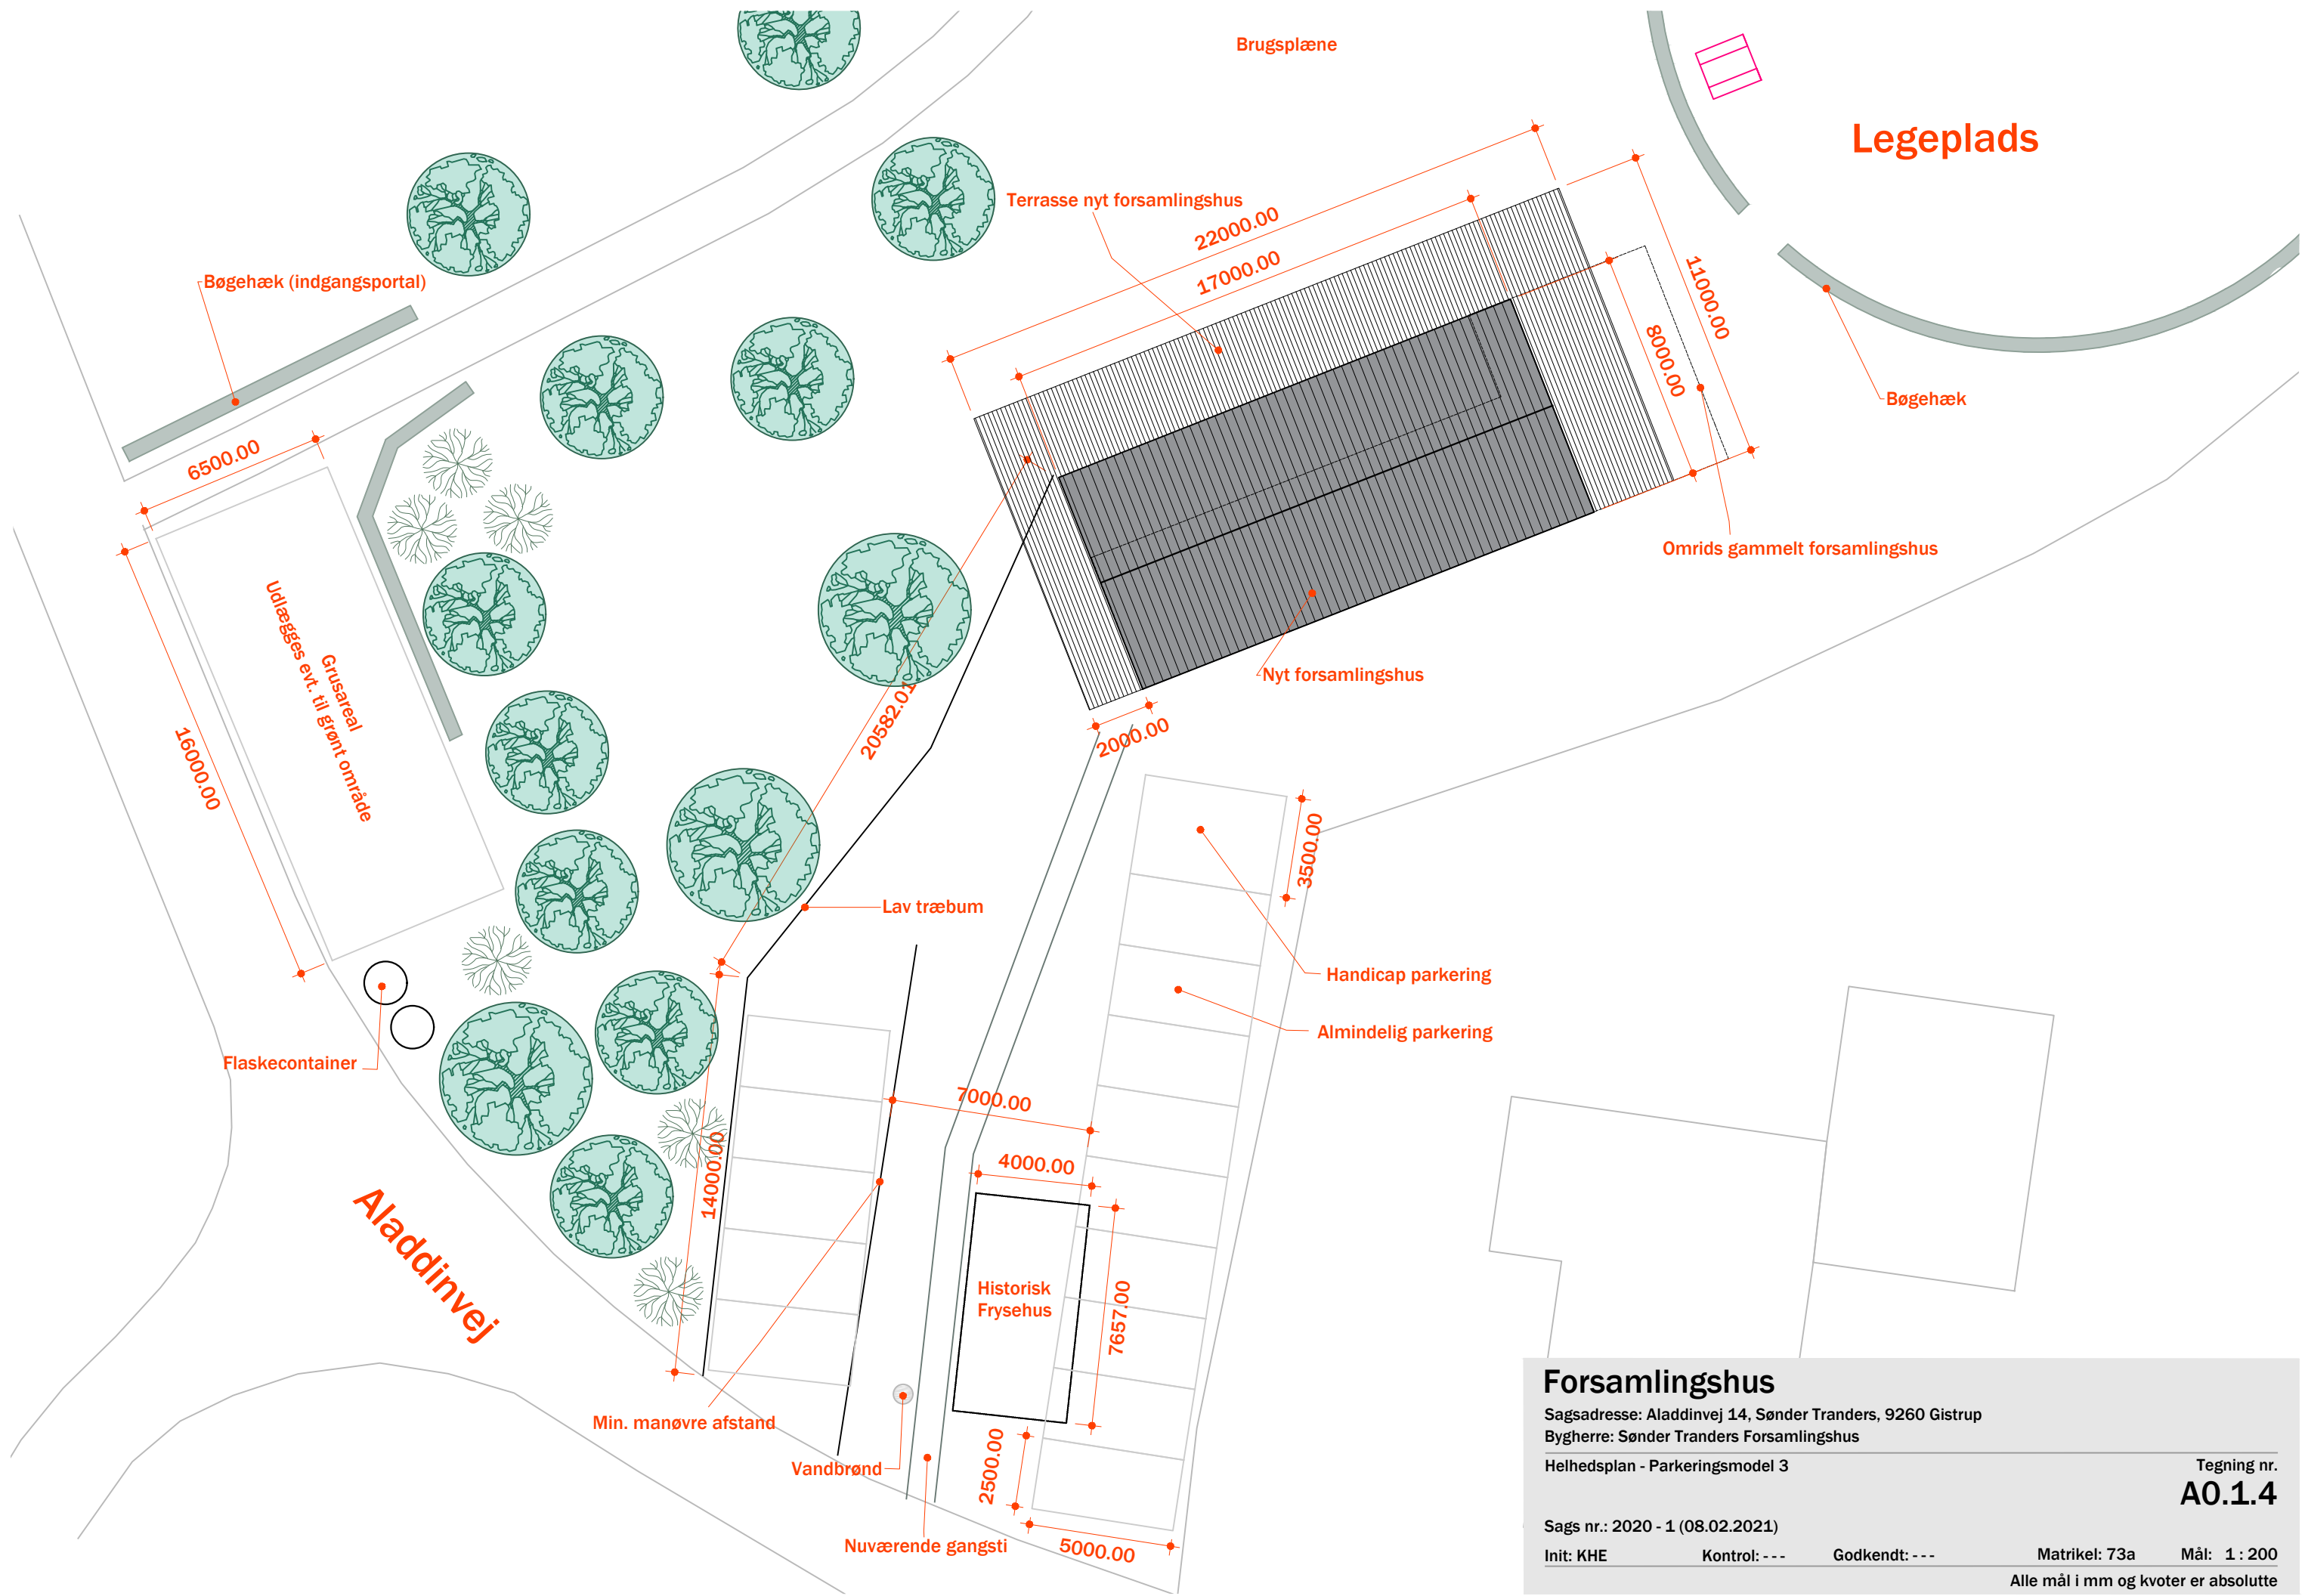 Brugsplæne
Legeplads
Terrasse nyt forsamlingshus
22000.00
17000.00
11000.00
8000.00
Bøgehæk (indgangsportal)
Bøgehæk
6500.00
Omrids gammelt forsamlingshus
Grusareal
Udlægges evt. til grønt område
16000.00
20582.01
Nyt forsamlingshus
2000.00
3500.00
Lav træbum
Handicap parkering
Almindelig parkering
Flaskecontainer
7000.00
4000.00
14000.00
Aladdinvej
Historisk
Frysehus
7657.00
Min. manøvre afstand
Vandbrønd
2500.00
Nuværende gangsti
5000.00
Forsamlingshus
Sagsadresse: Aladdinvej 14, Sønder Tranders, 9260 Gistrup
Bygherre: Sønder Tranders Forsamlingshus
Helhedsplan - Parkeringsmodel 3
Tegning nr.
A0.1.4
Sags nr.: 2020 - 1 (08.02.2021)
Init: KHE Kontrol: - - - Godkendt: - - - Matrikel: 73a Mål: 1 : 200
Alle mål i mm og kvoter er absolutte